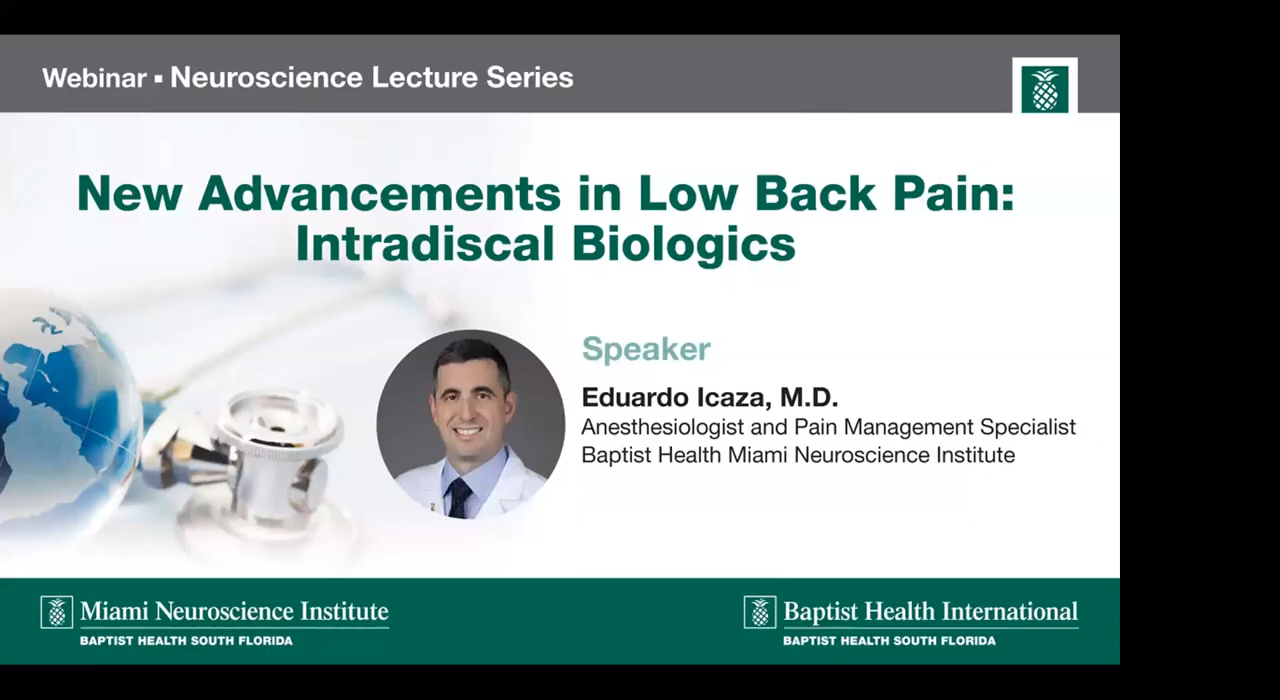 Webinar ▪ Neuroscience Lecture Series
New Advancements in Low Back Pain:
Intradiscal Biologics
Speaker
Eduardo Icaza, M.D.
Anesthesiologist and Pain Management Specialist
Baptist Health Miami Neuroscience Institute
Miami Neuroscience Institute
BAPTIST HEALTH SOUTH FLORIDA
Baptist Health International
BAPTIST HEALTH SOUTH FLORIDA